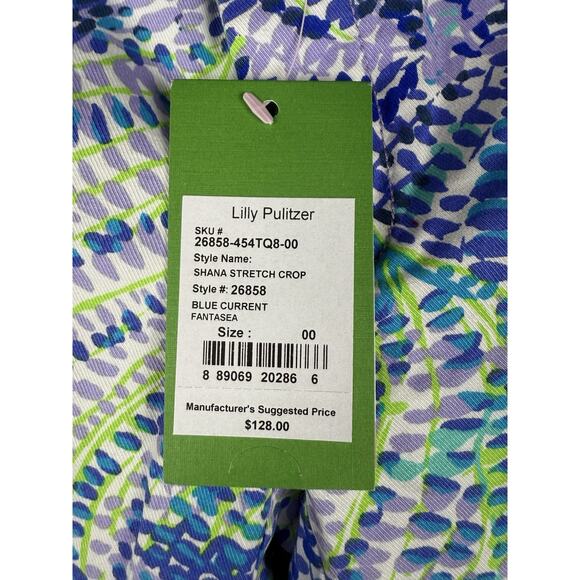 Lilly Pulitzer
SKU #
26858-454TQ8-00
Style Name:
SHANA STRETCH CROP
Style #: 26858
BLUE CURRENT
FANTASEA
Size : 00
8 89069 20286 6
Manufacturer's Suggested Price
$128.00